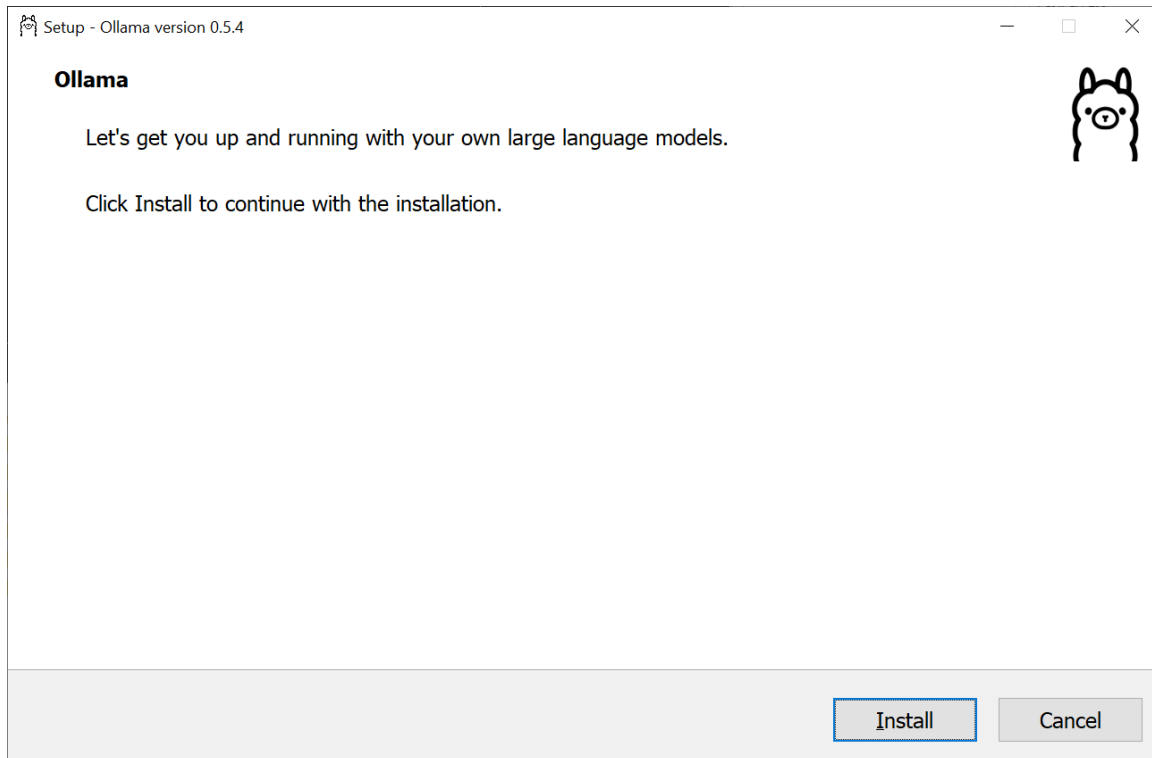 Setup - Ollama version 0.5.4
Ollama
Let's get you up and running with your own large language models.
Click Install to continue with the installation.
Install
Cancel